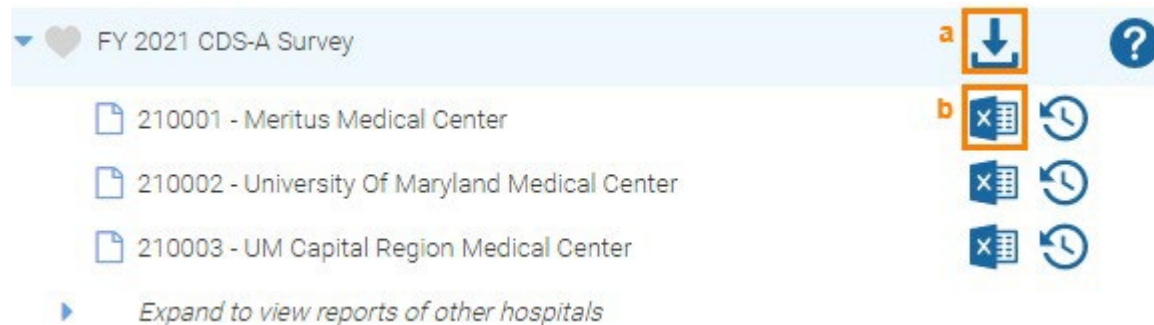 FY 2021 CDS-A Survey a ?
210001 - Meritus Medical Center b
210002 - University Of Maryland Medical Center
210003 - UM Capital Region Medical Center
Expand to view reports of other hospitals